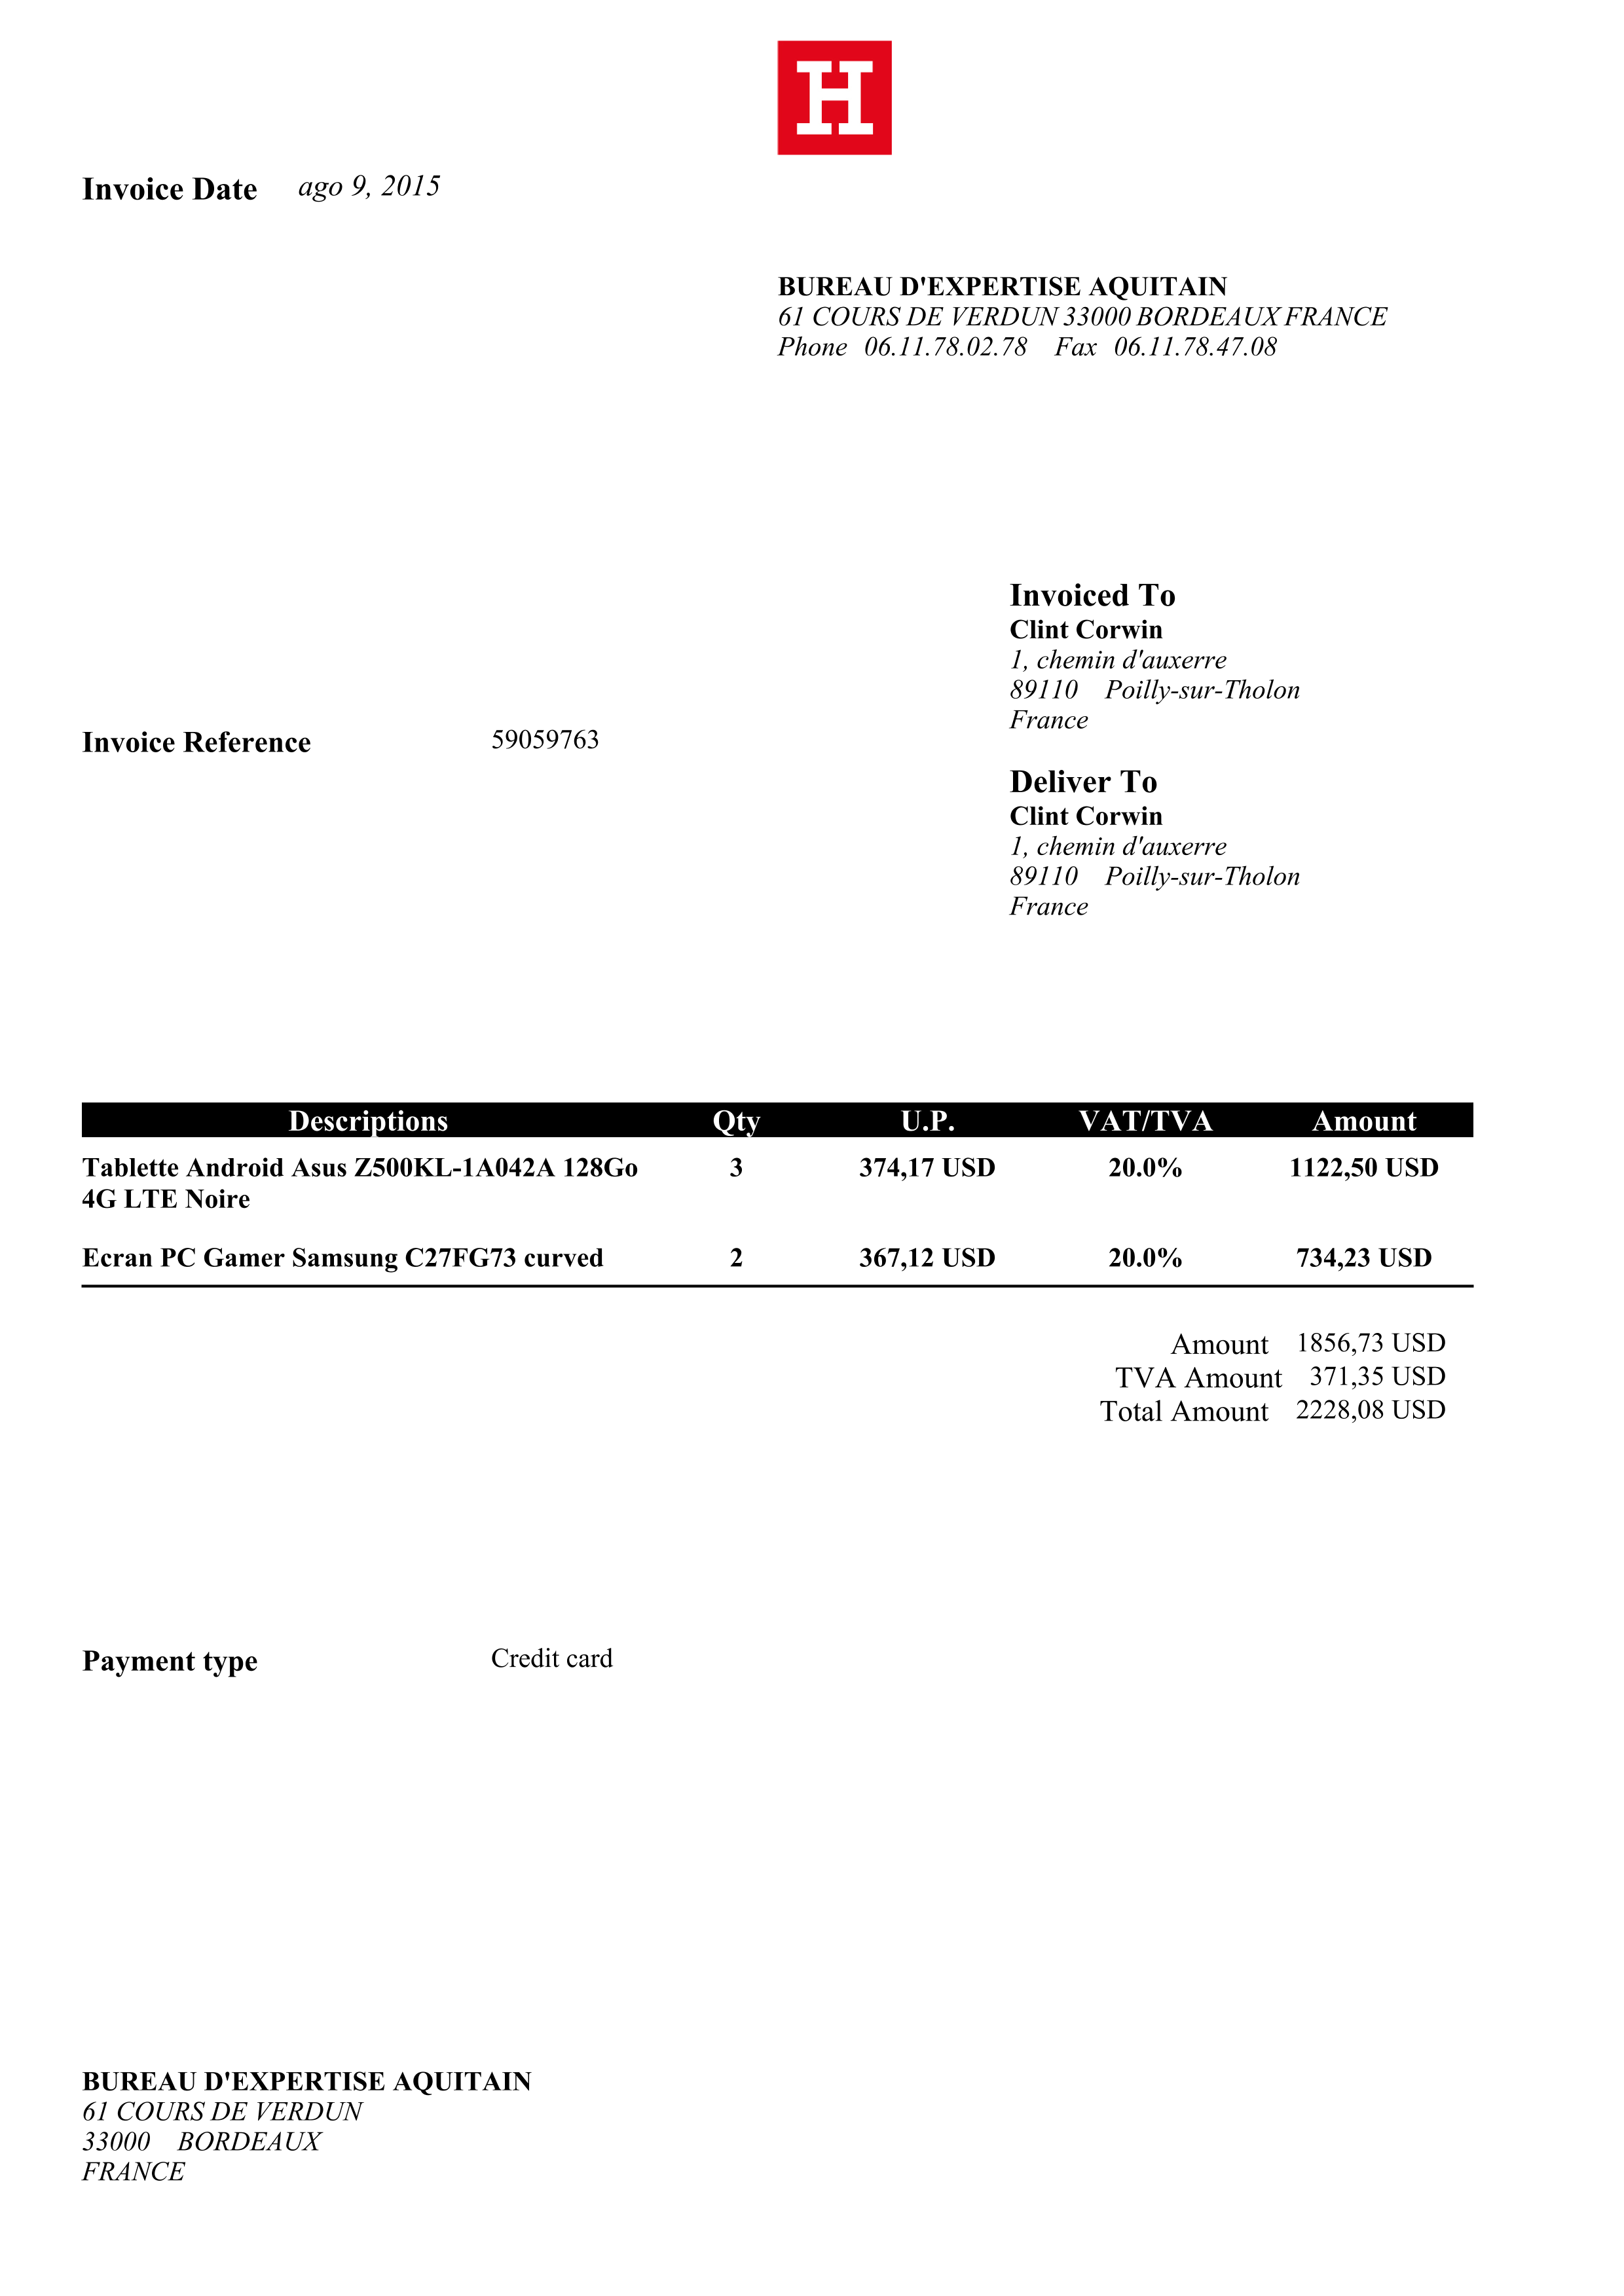 H
Invoice Date ago 9, 2015
BUREAU D'EXPERTISE AQUITAIN
61 COURS DE VERDUN 33000 BORDEAUX FRANCE
Phone 06.11.78.02.78 Fax 06.11.78.47.08
Invoiced To
Clint Corwin
1, chemin d'auxerre
89110 Poilly-sur-Tholon
France
Invoice Reference 59059763
Deliver To
Clint Corwin
1, chemin d'auxerre
89110 Poilly-sur-Tholon
France
Descriptions Qty U.P. VAT/TVA Amount
Tablette Android Asus Z500KL-1A042A 128Go 3 374,17 USD 20.0% 1122,50 USD
4G LTE Noire
Ecran PC Gamer Samsung C27FG73 curved 2 367,12 USD 20.0% 734,23 USD
Amount 1856,73 USD
TVA Amount 371,35 USD
Total Amount 2228,08 USD
Payment type Credit card
BUREAU D'EXPERTISE AQUITAIN
61 COURS DE VERDUN
33000 BORDEAUX
FRANCE